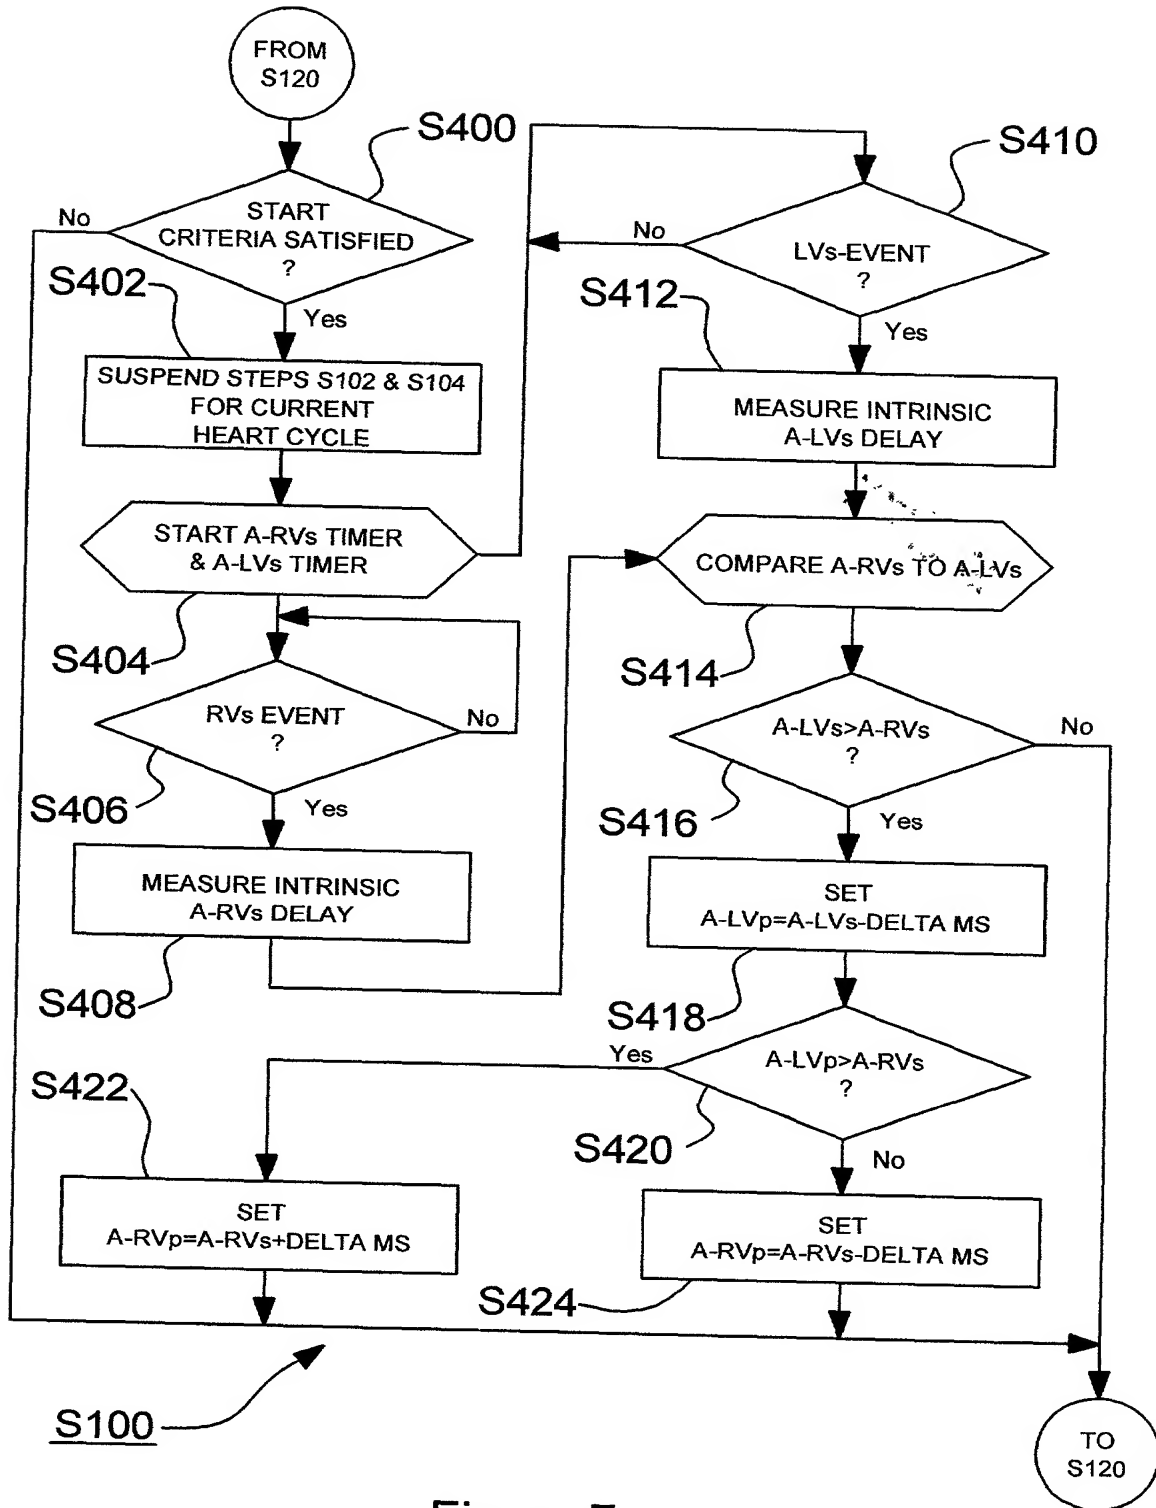 FROM
S120
S400
START
CRITERIA SATISFIED
?
No
Yes
S402
SUSPEND STEPS S102 & S104
FOR CURRENT
HEART CYCLE
START A-RVs TIMER
& A-LVs TIMER
S404
RVs EVENT
?
No
S406
Yes
MEASURE INTRINSIC
A-RVs DELAY
S408
S410
LVs-EVENT
?
No
S412
Yes
MEASURE INTRINSIC
A-LVs DELAY
COMPARE A-RVs TO A-LVs
S414
A-LVs>A-RVs
?
No
S416
Yes
SET
A-LVp=A-LVs-DELTA MS
S418
A-LVp>A-RVs
?
Yes
S420
No
S422
SET
A-RVp=A-RVs+DELTA MS
SET
A-RVp=A-RVs-DELTA MS
S424
S100
TO
S120